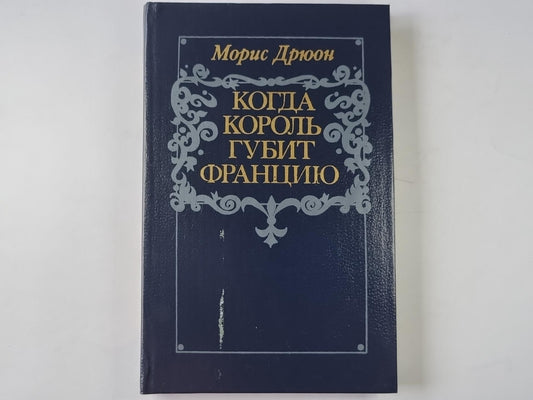 Морис Дрюон
КОГДА
КОРОЛЬ
ГУБИТ
ФРАНЦИЮ